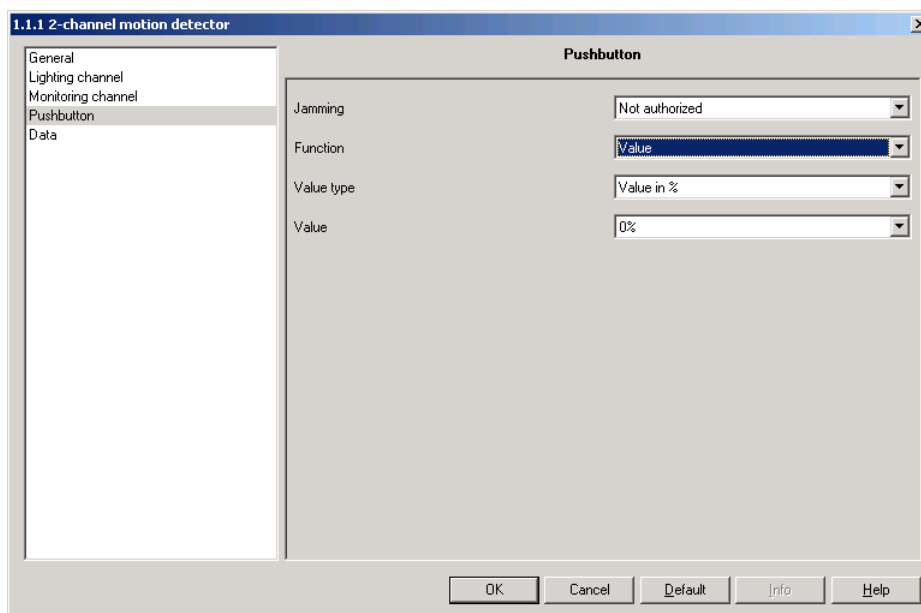 1.1.1 2-channel motion detector
General
Lighting channel
Monitoring channel
Pushbutton
Data
Pushbutton
Jamming Not authorized
Function Value
Value type Value in %
Value 0%
OK Cancel Default Info Help